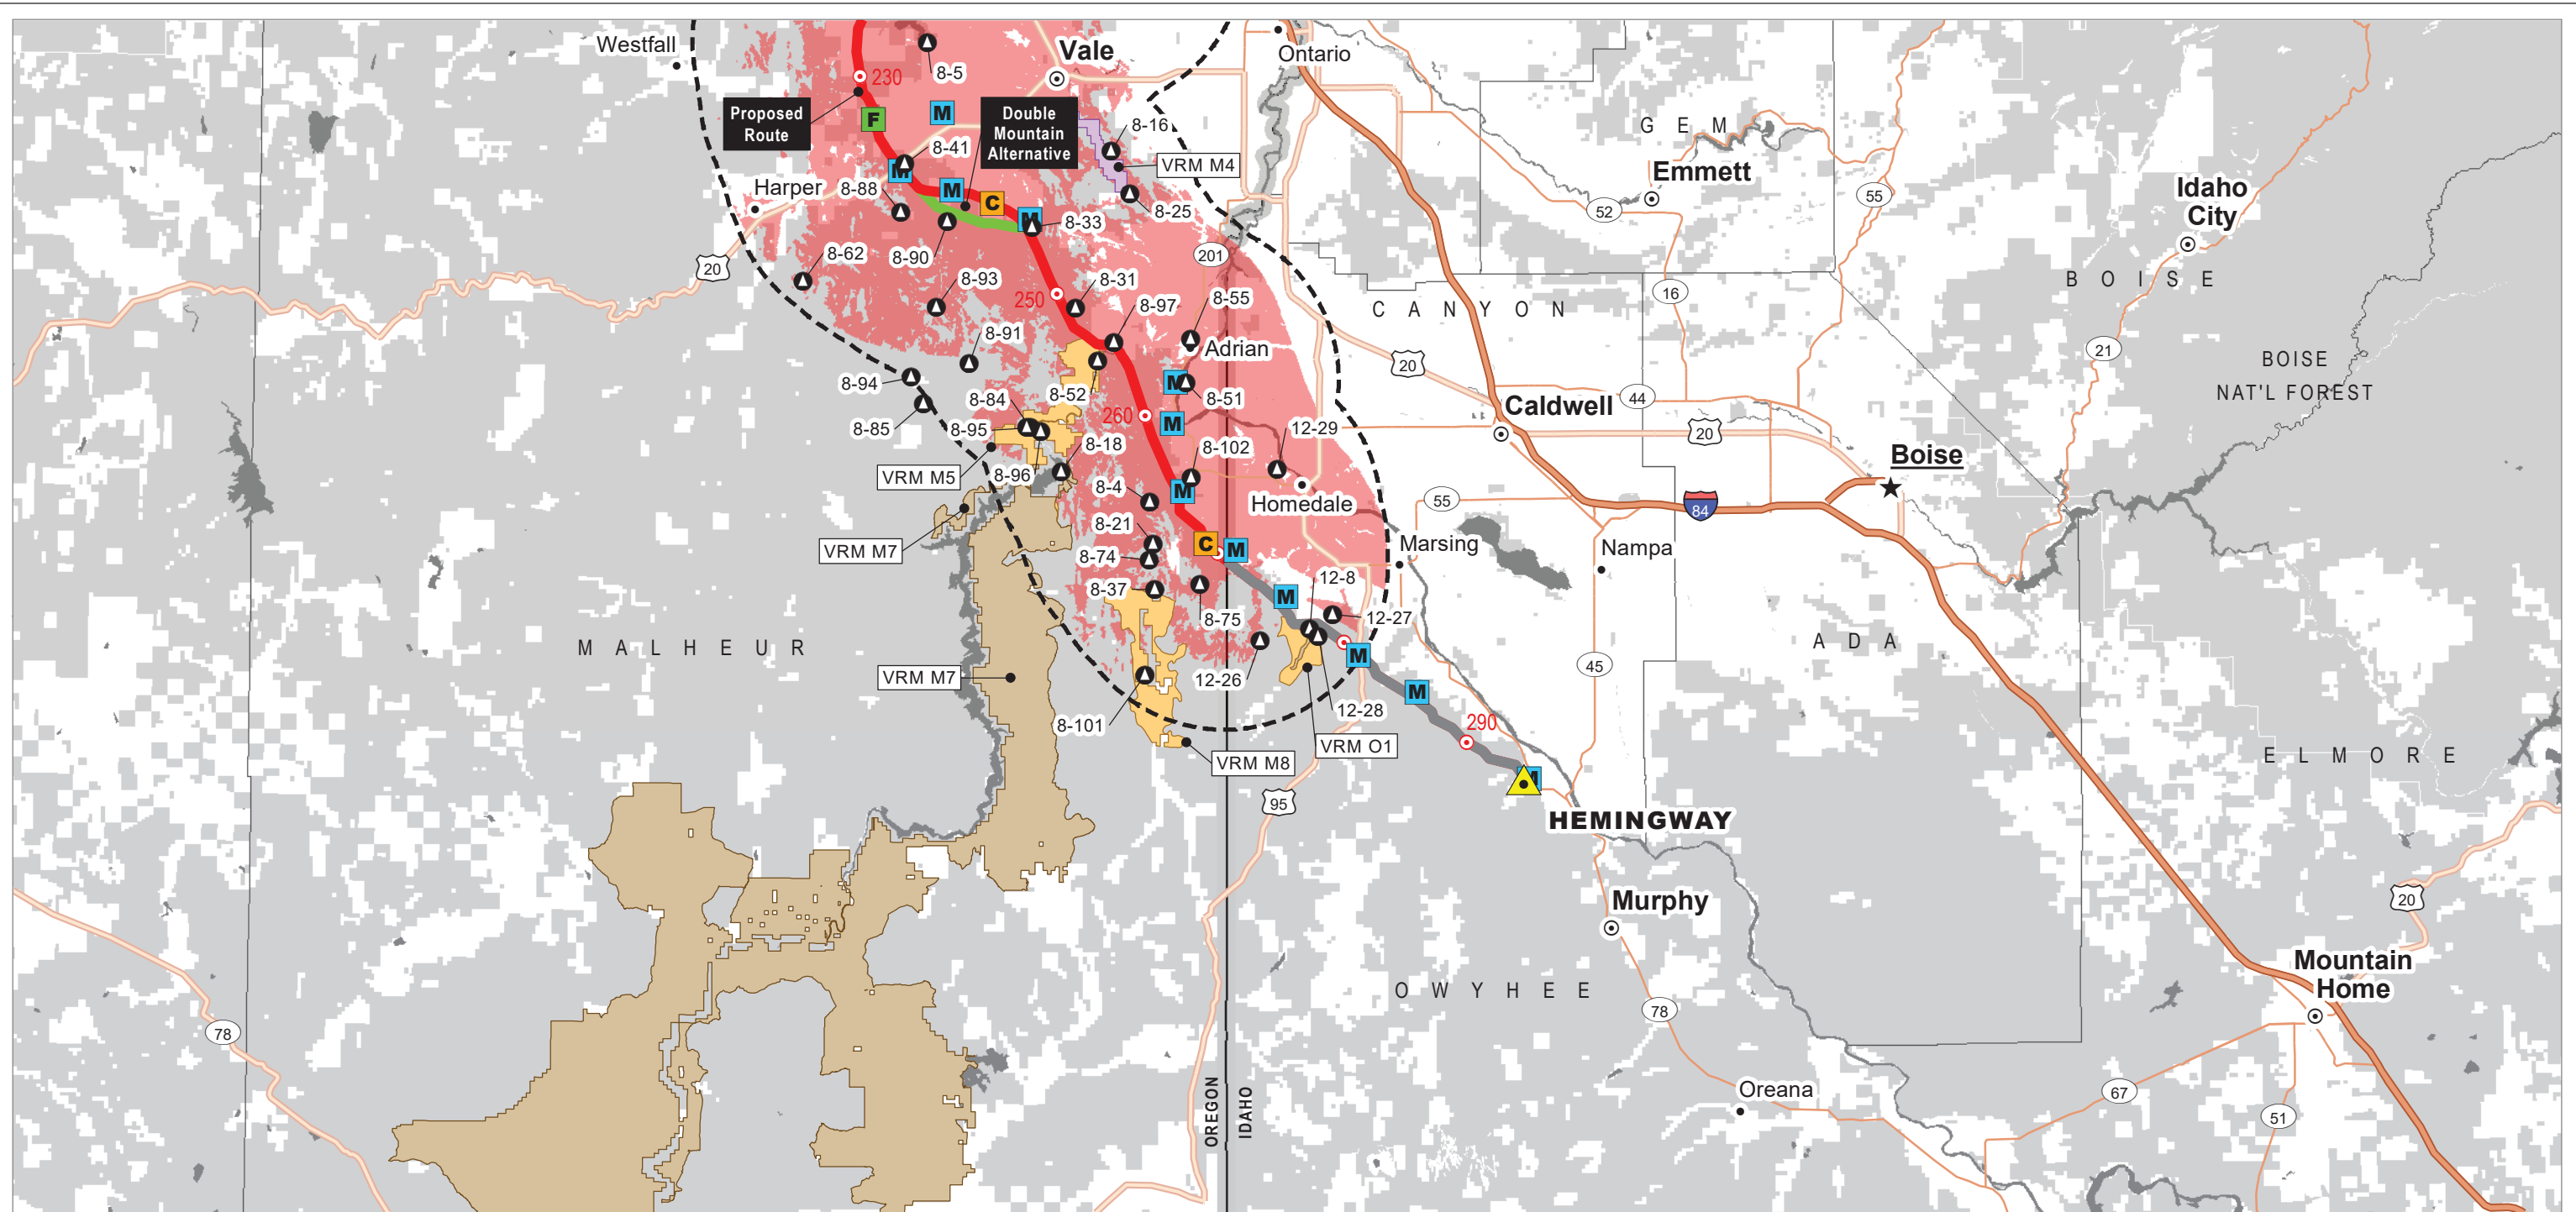 Westfall
Vale
Ontario
230
8-5
Proposed
Route
F
M
Double
Mountain
Alternative
8-16
G E M
8-41
M
VRM M4
Emmett
Harper
8-88
M
C
8-25
52
55
Idaho
City
M
8-33
8-62
8-90
20
201
B O I S E
8-93
8-31
250
16
8-55
8-97
C A N Y O N
8-91
Adrian
20
21
BOISE
NAT'L FOREST
8-94
M
8-52
8-51
44
8-84
260
Caldwell
8-85
8-95
M
12-29
20
8-18
8-102
Boise
VRM M5
8-96
8-4
M
Homedale
55
84
8-21
VRM M7
C
M
Marsing
Nampa
8-74
8-37
M
12-8
8-75
12-27
M A L H E U R
A D A
VRM M7
12-26
M
45
M
8-101
12-28
290
VRM O1
VRM M8
E L M O R E
95
M
HEMINGWAY
Murphy
20
Mountain
Home
O W Y H E E
78
78
OREGON
IDAHO
Oreana
67
51